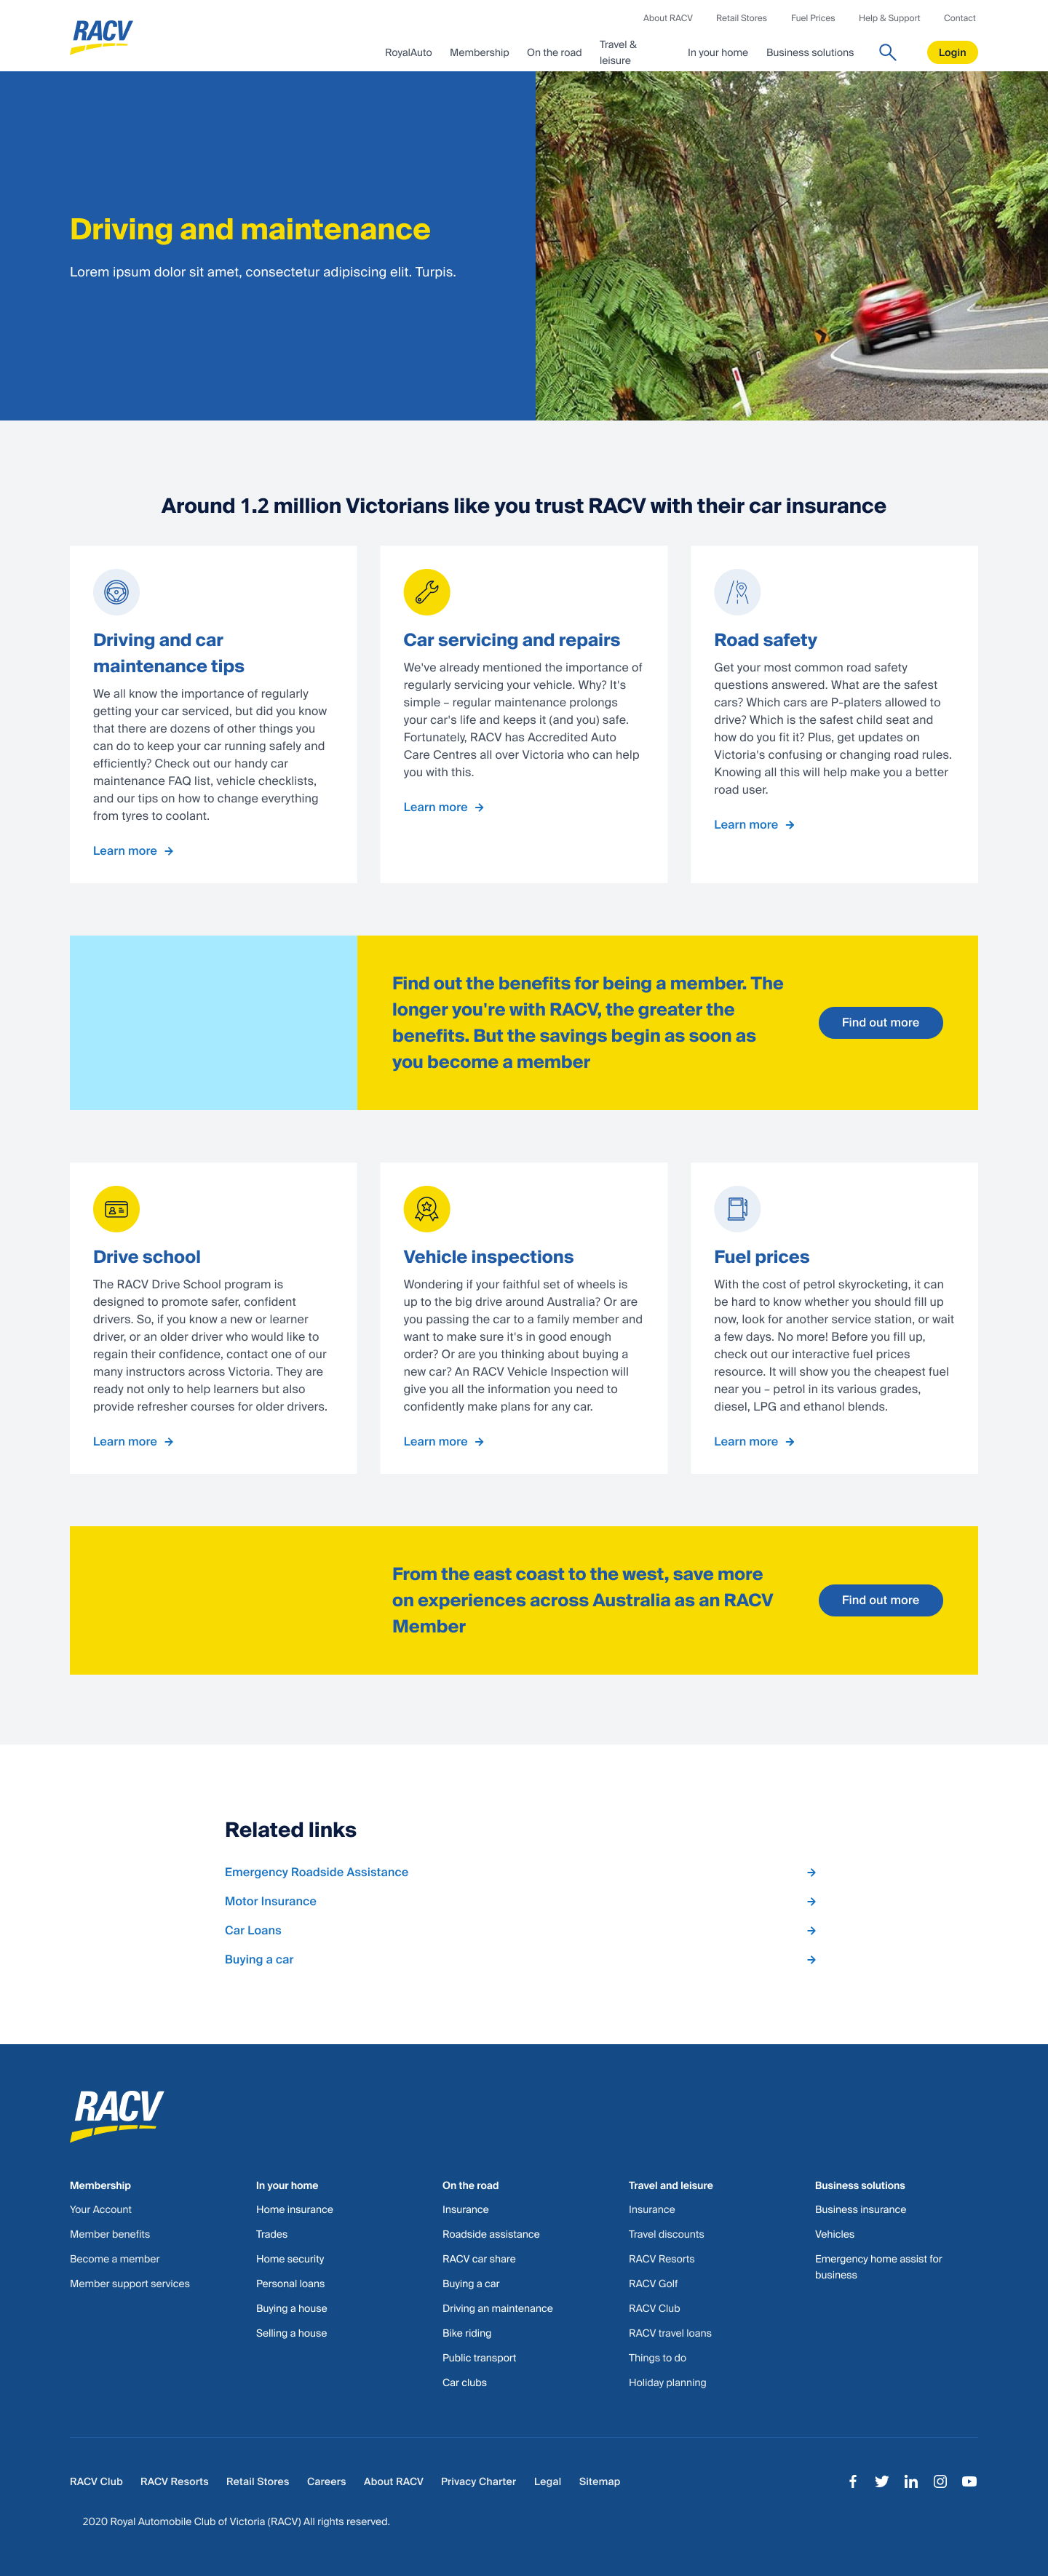 RACV
About RACV Retail Stores Fuel Prices Help & Support Contact
RoyalAuto Membership On the road Travel & leisure In your home Business solutions Login
Driving and maintenance
Lorem ipsum dolor sit amet, consectetur adipiscing elit. Turpis.
Around 1.2 million Victorians like you trust RACV with their car insurance
Driving and car
maintenance tips
We all know the importance of regularly
getting your car serviced, but did you know
that there are dozens of other things you
can do to keep your car running safely and
efficiently? Check out our handy car
maintenance FAQ list, vehicle checklists,
and our tips on how to change everything
from tyres to coolant.
Learn more
Car servicing and repairs
We've already mentioned the importance of
regularly servicing your vehicle. Why? It's
simple – regular maintenance prolongs
your car's life and keeps it (and you) safe.
Fortunately, RACV has Accredited Auto
Care Centres all over Victoria who can help
you with this.
Learn more
Road safety
Get your most common road safety
questions answered. What are the safest
cars? Which cars are P-platers allowed to
drive? Which is the safest child seat and
how do you fit it? Plus, get updates on
Victoria's confusing or changing road rules.
Knowing all this will help make you a better
road user.
Learn more
Find out the benefits for being a member. The
longer you're with RACV, the greater the
benefits. But the savings begin as soon as
you become a member
Find out more
Drive school
The RACV Drive School program is
designed to promote safer, confident
drivers. So, if you know a new or learner
driver, or an older driver who would like to
regain their confidence, contact one of our
many instructors across Victoria. They are
ready not only to help learners but also
provide refresher courses for older drivers.
Learn more
Vehicle inspections
Wondering if your faithful set of wheels is
up to the big drive around Australia? Or are
you passing the car to a family member and
want to make sure it's in good enough
order? Or are you thinking about buying a
new car? An RACV Vehicle Inspection will
give you all the information you need to
confidently make plans for any car.
Learn more
Fuel prices
With the cost of petrol skyrocketing, it can
be hard to know whether you should fill up
now, look for another service station, or wait
a few days. No more! Before you fill up,
check out our interactive fuel prices
resource. It will show you the cheapest fuel
near you – petrol in its various grades,
diesel, LPG and ethanol blends.
Learn more
From the east coast to the west, save more
on experiences across Australia as an RACV
Member
Find out more
Related links
Emergency Roadside Assistance
Motor Insurance
Car Loans
Buying a car
RACV
Membership
Your Account
Member benefits
Become a member
Member support services
In your home
Home insurance
Trades
Home security
Personal loans
Buying a house
Selling a house
On the road
Insurance
Roadside assistance
RACV car share
Buying a car
Driving an maintenance
Bike riding
Public transport
Car clubs
Travel and leisure
Insurance
Travel discounts
RACV Resorts
RACV Golf
RACV Club
RACV travel loans
Things to do
Holiday planning
Business solutions
Business insurance
Vehicles
Emergency home assist for
business
RACV Club RACV Resorts Retail Stores Careers About RACV Privacy Charter Legal Sitemap
2020 Royal Automobile Club of Victoria (RACV) All rights reserved.